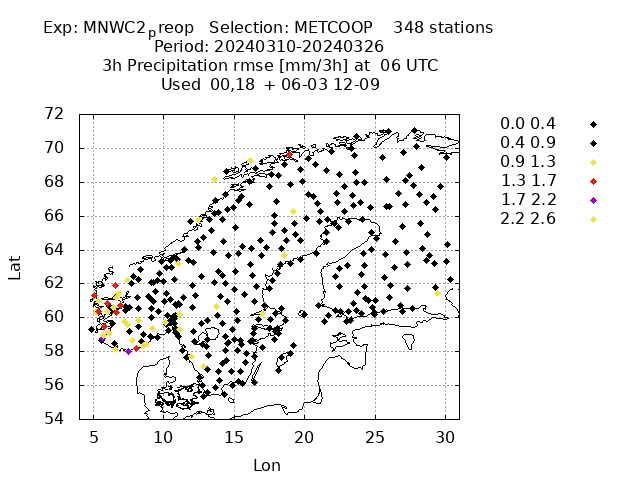 Exp: MNWC2preop   Selection: METCOOP    348 stations
Period: 20240310-20240326
3h Precipitation rmse [mm/3h] at  06 UTC
Used  00,18  + 06-03 12-09
72
70
68
66
64
62
60
58
56
54
Lat
5 10 15 20 25 30
Lon
0.0 0.4
0.4 0.9
0.9 1.3
1.3 1.7
1.7 2.2
2.2 2.6